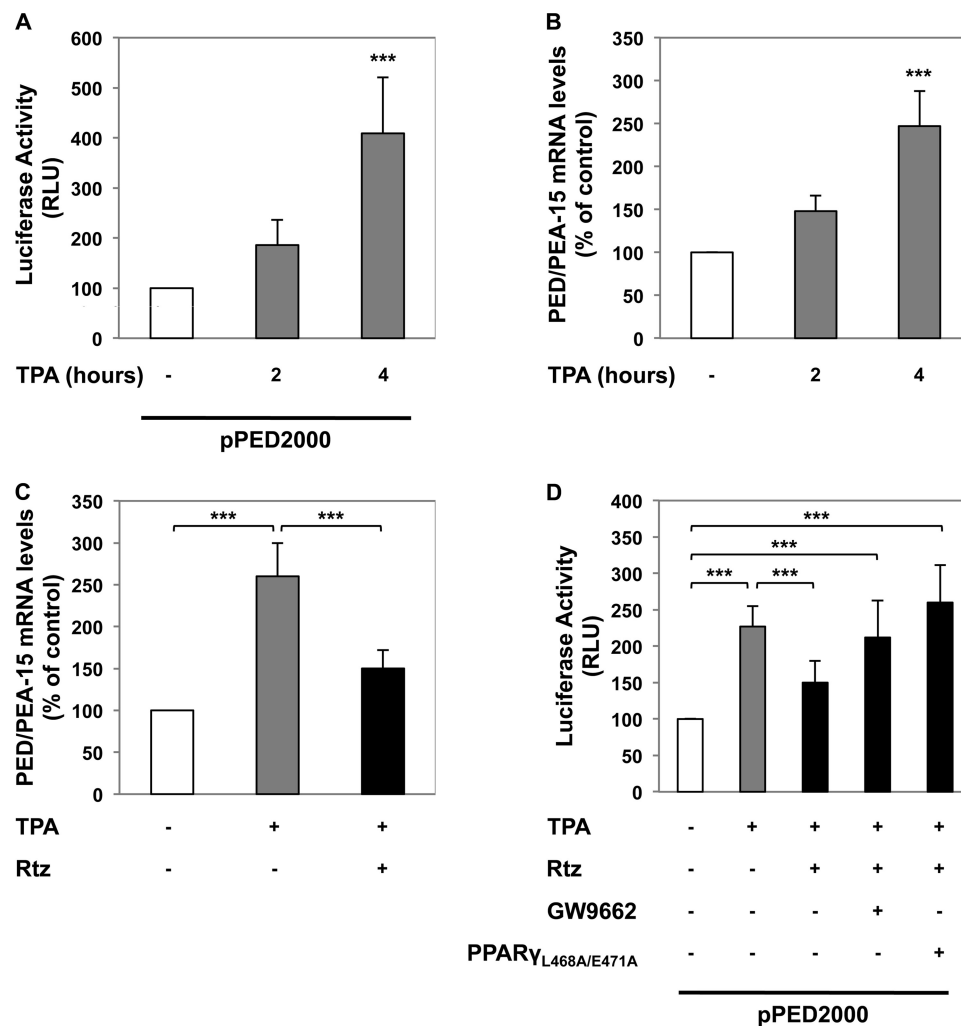 A
Luciferase Activity
(RLU)
600
500
400
300
200
100
0
***
TPA (hours) - 2 4
pPED2000
B
PED/PEA-15 mRNA levels
(% of control)
350
300
250
200
150
100
50
0
***
TPA (hours) - 2 4
C
PED/PEA-15 mRNA levels
(% of control)
350
300
250
200
150
100
50
0
*** ***
TPA - + +
Rtz - - +
D
Luciferase Activity
(RLU)
400
350
300
250
200
150
100
50
0
***
***
*** ***
TPA - + + + +
Rtz - - + + +
GW9662 - - - + -
PPARγL468A/E471A - - - - +
pPED2000